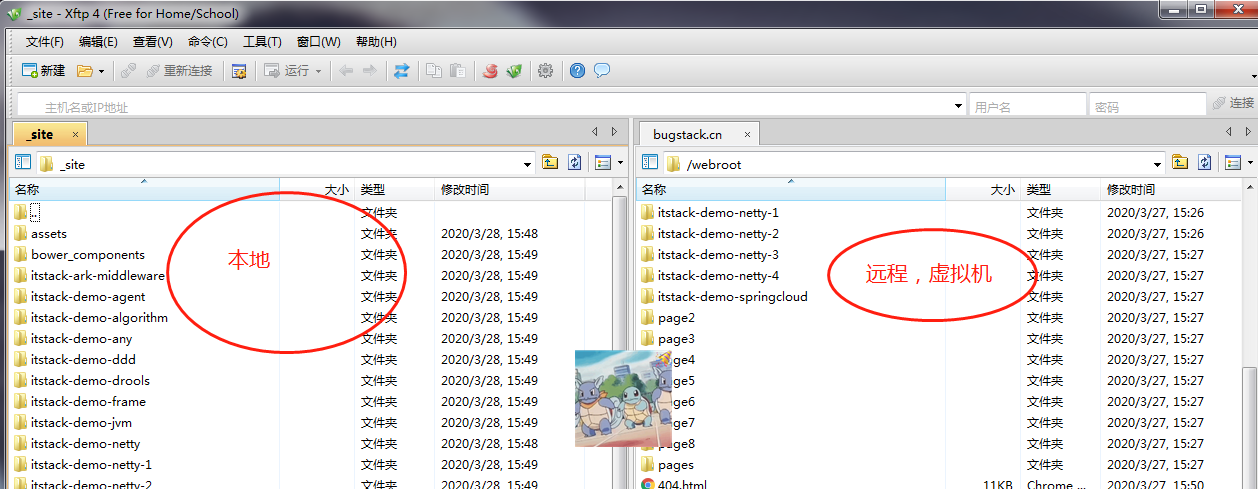 _site - Xftp 4 (Free for Home/School)
文件(F) 编辑(E) 查看(V) 命令(C) 工具(T) 窗口(W) 帮助(H)
新建 重新连接 运行
主机名或IP地址 用户名 密码 连接
_site bugstack.cn
_site /webroot
名称 大小 类型 修改时间 名称 大小 类型 修改时间
.. 文件夹 itstack-demo-netty-1 文件夹 2020/3/27, 15:26
assets 文件夹 2020/3/28, 15:48 itstack-demo-netty-2 文件夹 2020/3/27, 15:26
bower_components 文件夹 2020/3/28, 15:49 itstack-demo-netty-3 文件夹 2020/3/27, 15:27
本地
itstack-ark-middleware 文件夹 2020/3/28, 15:49 itstack-demo-netty-4 文件夹 2020/3/27, 15:27
远程，虚拟机
itstack-demo-agent 文件夹 2020/3/28, 15:49 itstack-demo-springcloud 文件夹 2020/3/27, 15:27
itstack-demo-algorithm 文件夹 2020/3/28, 15:49 page2 文件夹 2020/3/27, 15:27
itstack-demo-any 文件夹 2020/3/28, 15:49 page3 文件夹 2020/3/27, 15:27
itstack-demo-ddd 文件夹 2020/3/28, 15:49 page4 文件夹 2020/3/27, 15:27
itstack-demo-drools 文件夹 2020/3/28, 15:49 page5 文件夹 2020/3/27, 15:27
itstack-demo-frame 文件夹 2020/3/28, 15:49 page6 文件夹 2020/3/27, 15:27
itstack-demo-jvm 文件夹 2020/3/28, 15:49 page7 文件夹 2020/3/27, 15:27
itstack-demo-netty 文件夹 2020/3/28, 15:48 page8 文件夹 2020/3/27, 15:27
itstack-demo-netty-1 文件夹 2020/3/28, 15:49 pages 文件夹 2020/3/27, 15:27
itstack-demo-netty-2 文件夹 2020/3/28, 15:49 404.html 11KB Chrome ... 2020/3/27, 15:50